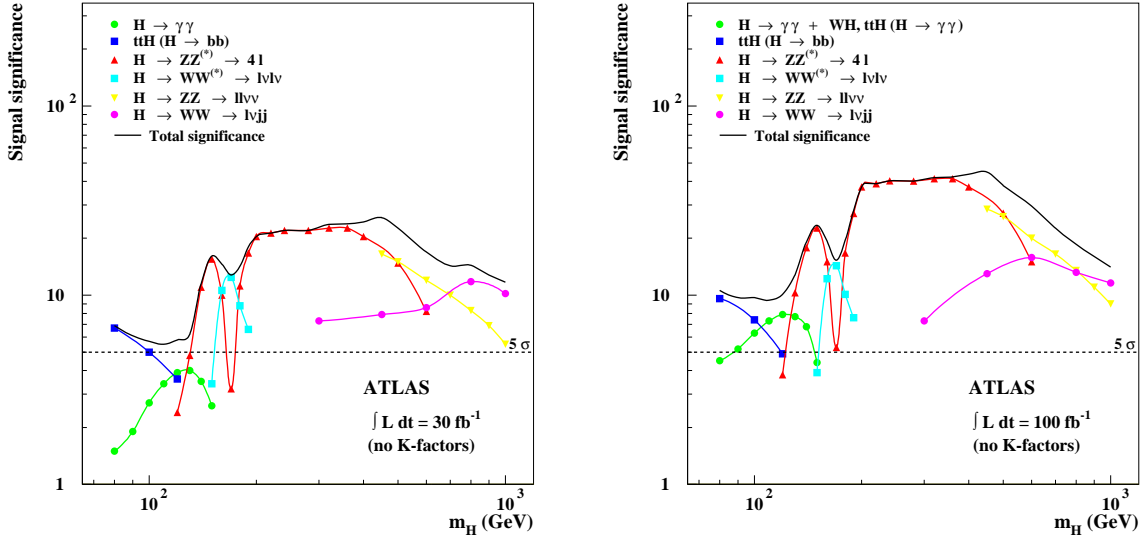 Signal significance
H → γγ
ttH (H → bb)
H → ZZ(*) → 4 l
H → WW(*) → lνlν
H → ZZ → llνν
H → WW → lνjj
Total significance
10²
10
1
5 σ
ATLAS
∫ L dt = 30 fb⁻¹
(no K-factors)
10²
10³
m_H (GeV)
Signal significance
H → γγ + WH, ttH (H → γγ)
ttH (H → bb)
H → ZZ(*) → 4 l
H → WW(*) → lνlν
H → ZZ → llνν
H → WW → lνjj
Total significance
10²
10
1
5 σ
ATLAS
∫ L dt = 100 fb⁻¹
(no K-factors)
10²
10³
m_H (GeV)